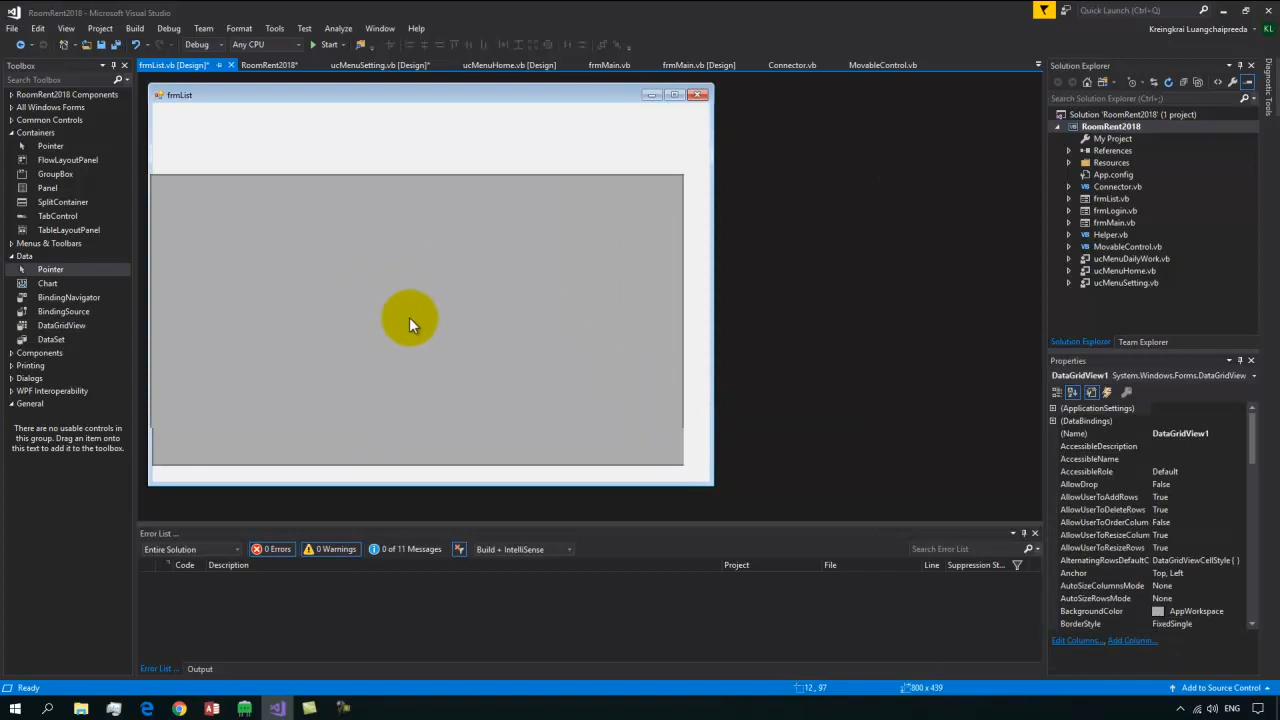 RoomRent2018 - Microsoft Visual Studio
Quick Launch (Ctrl+;)
File Edit View Project Build Debug Team Format Tools Test Analyze Window Help
Kreingkrai Luangchaipreeda KL
Debug Any CPU Start
Toolbox
Search Toolbox
RoomRent2018 Components
All Windows Forms
Common Controls
Containers
Pointer
FlowLayoutPanel
GroupBox
Panel
SplitContainer
TabControl
TableLayoutPanel
Menus & Toolbars
Data
Pointer
Chart
BindingNavigator
BindingSource
DataGridView
DataSet
Components
Printing
Dialogs
WPF Interoperability
General
There are no usable controls in
this group. Drag an item onto
this text to add it to the toolbox.
frmList.vb [Design]* RoomRent2018* ucMenuSetting.vb [Design]* ucMenuHome.vb [Design] frmMain.vb frmMain.vb [Design] Connector.vb MovableControl.vb
frmList
Solution Explorer
Search Solution Explorer (Ctrl+;)
Solution 'RoomRent2018' (1 project)
RoomRent2018
My Project
References
Resources
App.config
Connector.vb
frmList.vb
frmLogin.vb
frmMain.vb
Helper.vb
MovableControl.vb
ucMenuDailyWork.vb
ucMenuHome.vb
ucMenuSetting.vb
Solution Explorer Team Explorer
Diagnostic Tools
Properties
DataGridView1 System.Windows.Forms.DataGridView
(ApplicationSettings)
(DataBindings)
(Name) DataGridView1
AccessibleDescription
AccessibleName
AccessibleRole Default
AllowDrop False
AllowUserToAddRows True
AllowUserToDeleteRows True
AllowUserToOrderColum False
AllowUserToResizeColum True
AllowUserToResizeRows True
AlternatingRowsDefaultC DataGridViewCellStyle { }
Anchor Top, Left
AutoSizeColumnsMode None
AutoSizeRowsMode None
BackgroundColor AppWorkspace
BorderStyle FixedSingle
Edit Columns..., Add Column...
Error List ...
Entire Solution 0 Errors 0 Warnings 0 of 11 Messages Build + IntelliSense Search Error List
Code Description Project File Line Suppression St...
Error List ... Output
Ready 12 , 97 800 x 439 Add to Source Control
ENG